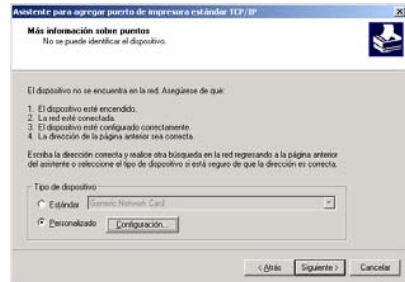 Asistente para agregar puerto de impresora estándar TCP/IP
Más información sobre puertos
No se puede identificar el dispositivo.
El dispositivo no se encuentra en la red. Asegúrese de que:
1. El dispositivo esté encendido.
2. La red esté conectada.
3. El dispositivo esté configurado correctamente.
4. La dirección de la página anterior sea correcta.
Escriba la dirección correcta y realice otra búsqueda en la red regresando a la página anterior
del asistente o seleccione el tipo de dispositivo si está seguro de que la dirección es correcta.
Tipo de dispositivo
Estándar Generic Network Card
Personalizado Configuración...
< Atrás Siguiente > Cancelar